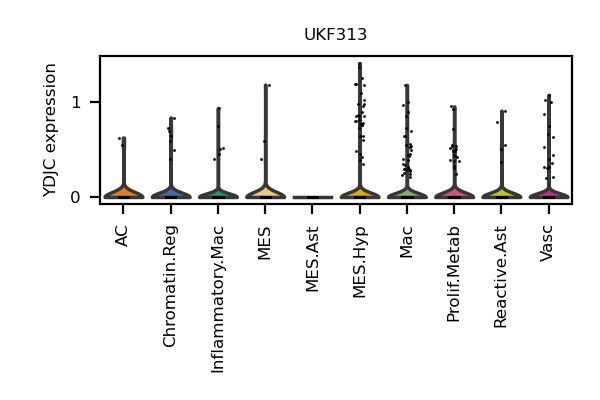 UKF313
YDJC expression
1
0
AC
Chromatin.Reg
Inflammatory.Mac
MES
MES.Ast
MES.Hyp
Mac
Prolif.Metab
Reactive.Ast
Vasc